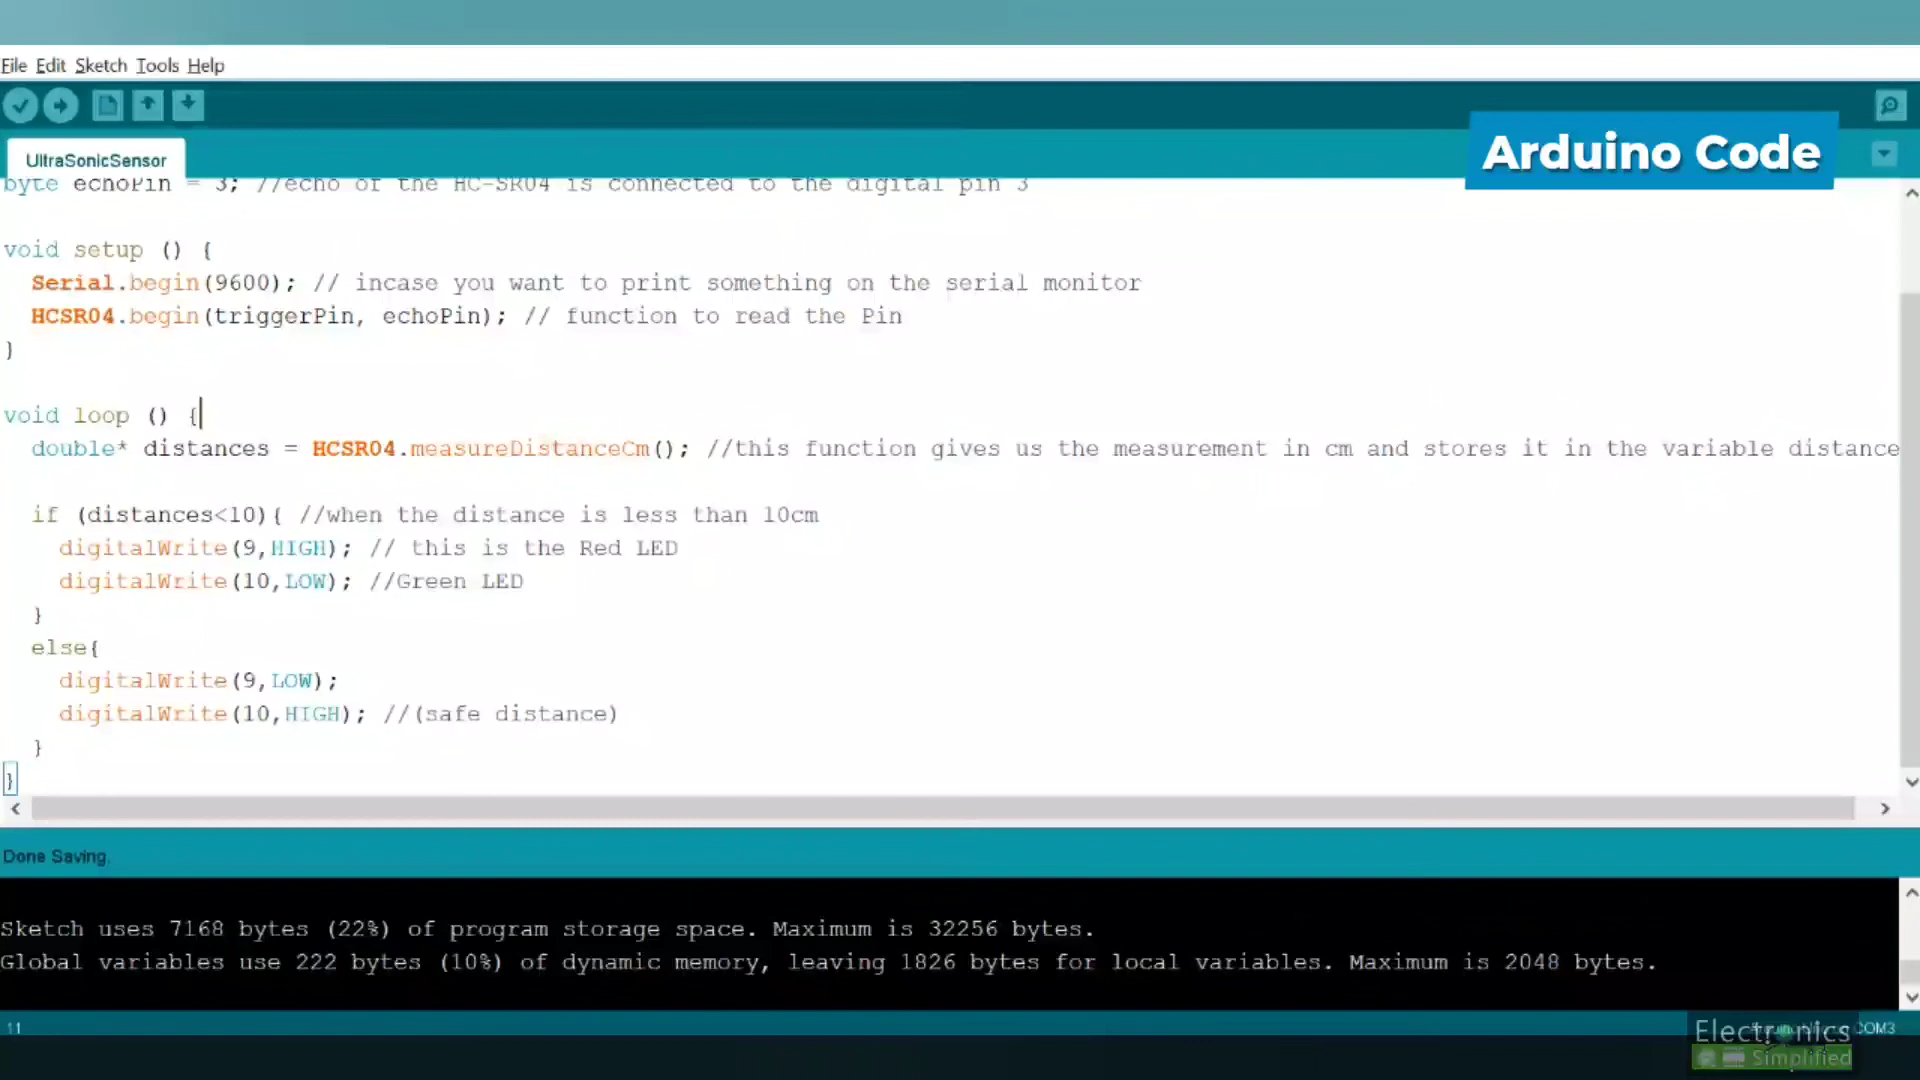 File Edit Sketch Tools Help
Arduino Code
UltraSonicSensor
byte echoPin = 3; //echo of the HC-SR04 is connected to the digital pin 3
void setup () {
Serial.begin(9600); // incase you want to print something on the serial monitor
HCSR04.begin(triggerPin, echoPin); // function to read the Pin
}
void loop () {
double* distances = HCSR04.measureDistanceCm(); //this function gives us the measurement in cm and stores it in the variable distance
if (distances<10){ //when the distance is less than 10cm
digitalWrite(9,HIGH); // this is the Red LED
digitalWrite(10,LOW); //Green LED
}
else{
digitalWrite(9,LOW);
digitalWrite(10,HIGH); //(safe distance)
}
}
Done Saving.
Sketch uses 7168 bytes (22%) of program storage space. Maximum is 32256 bytes.
Global variables use 222 bytes (10%) of dynamic memory, leaving 1826 bytes for local variables. Maximum is 2048 bytes.
11
COM3
Electronics
Simplified